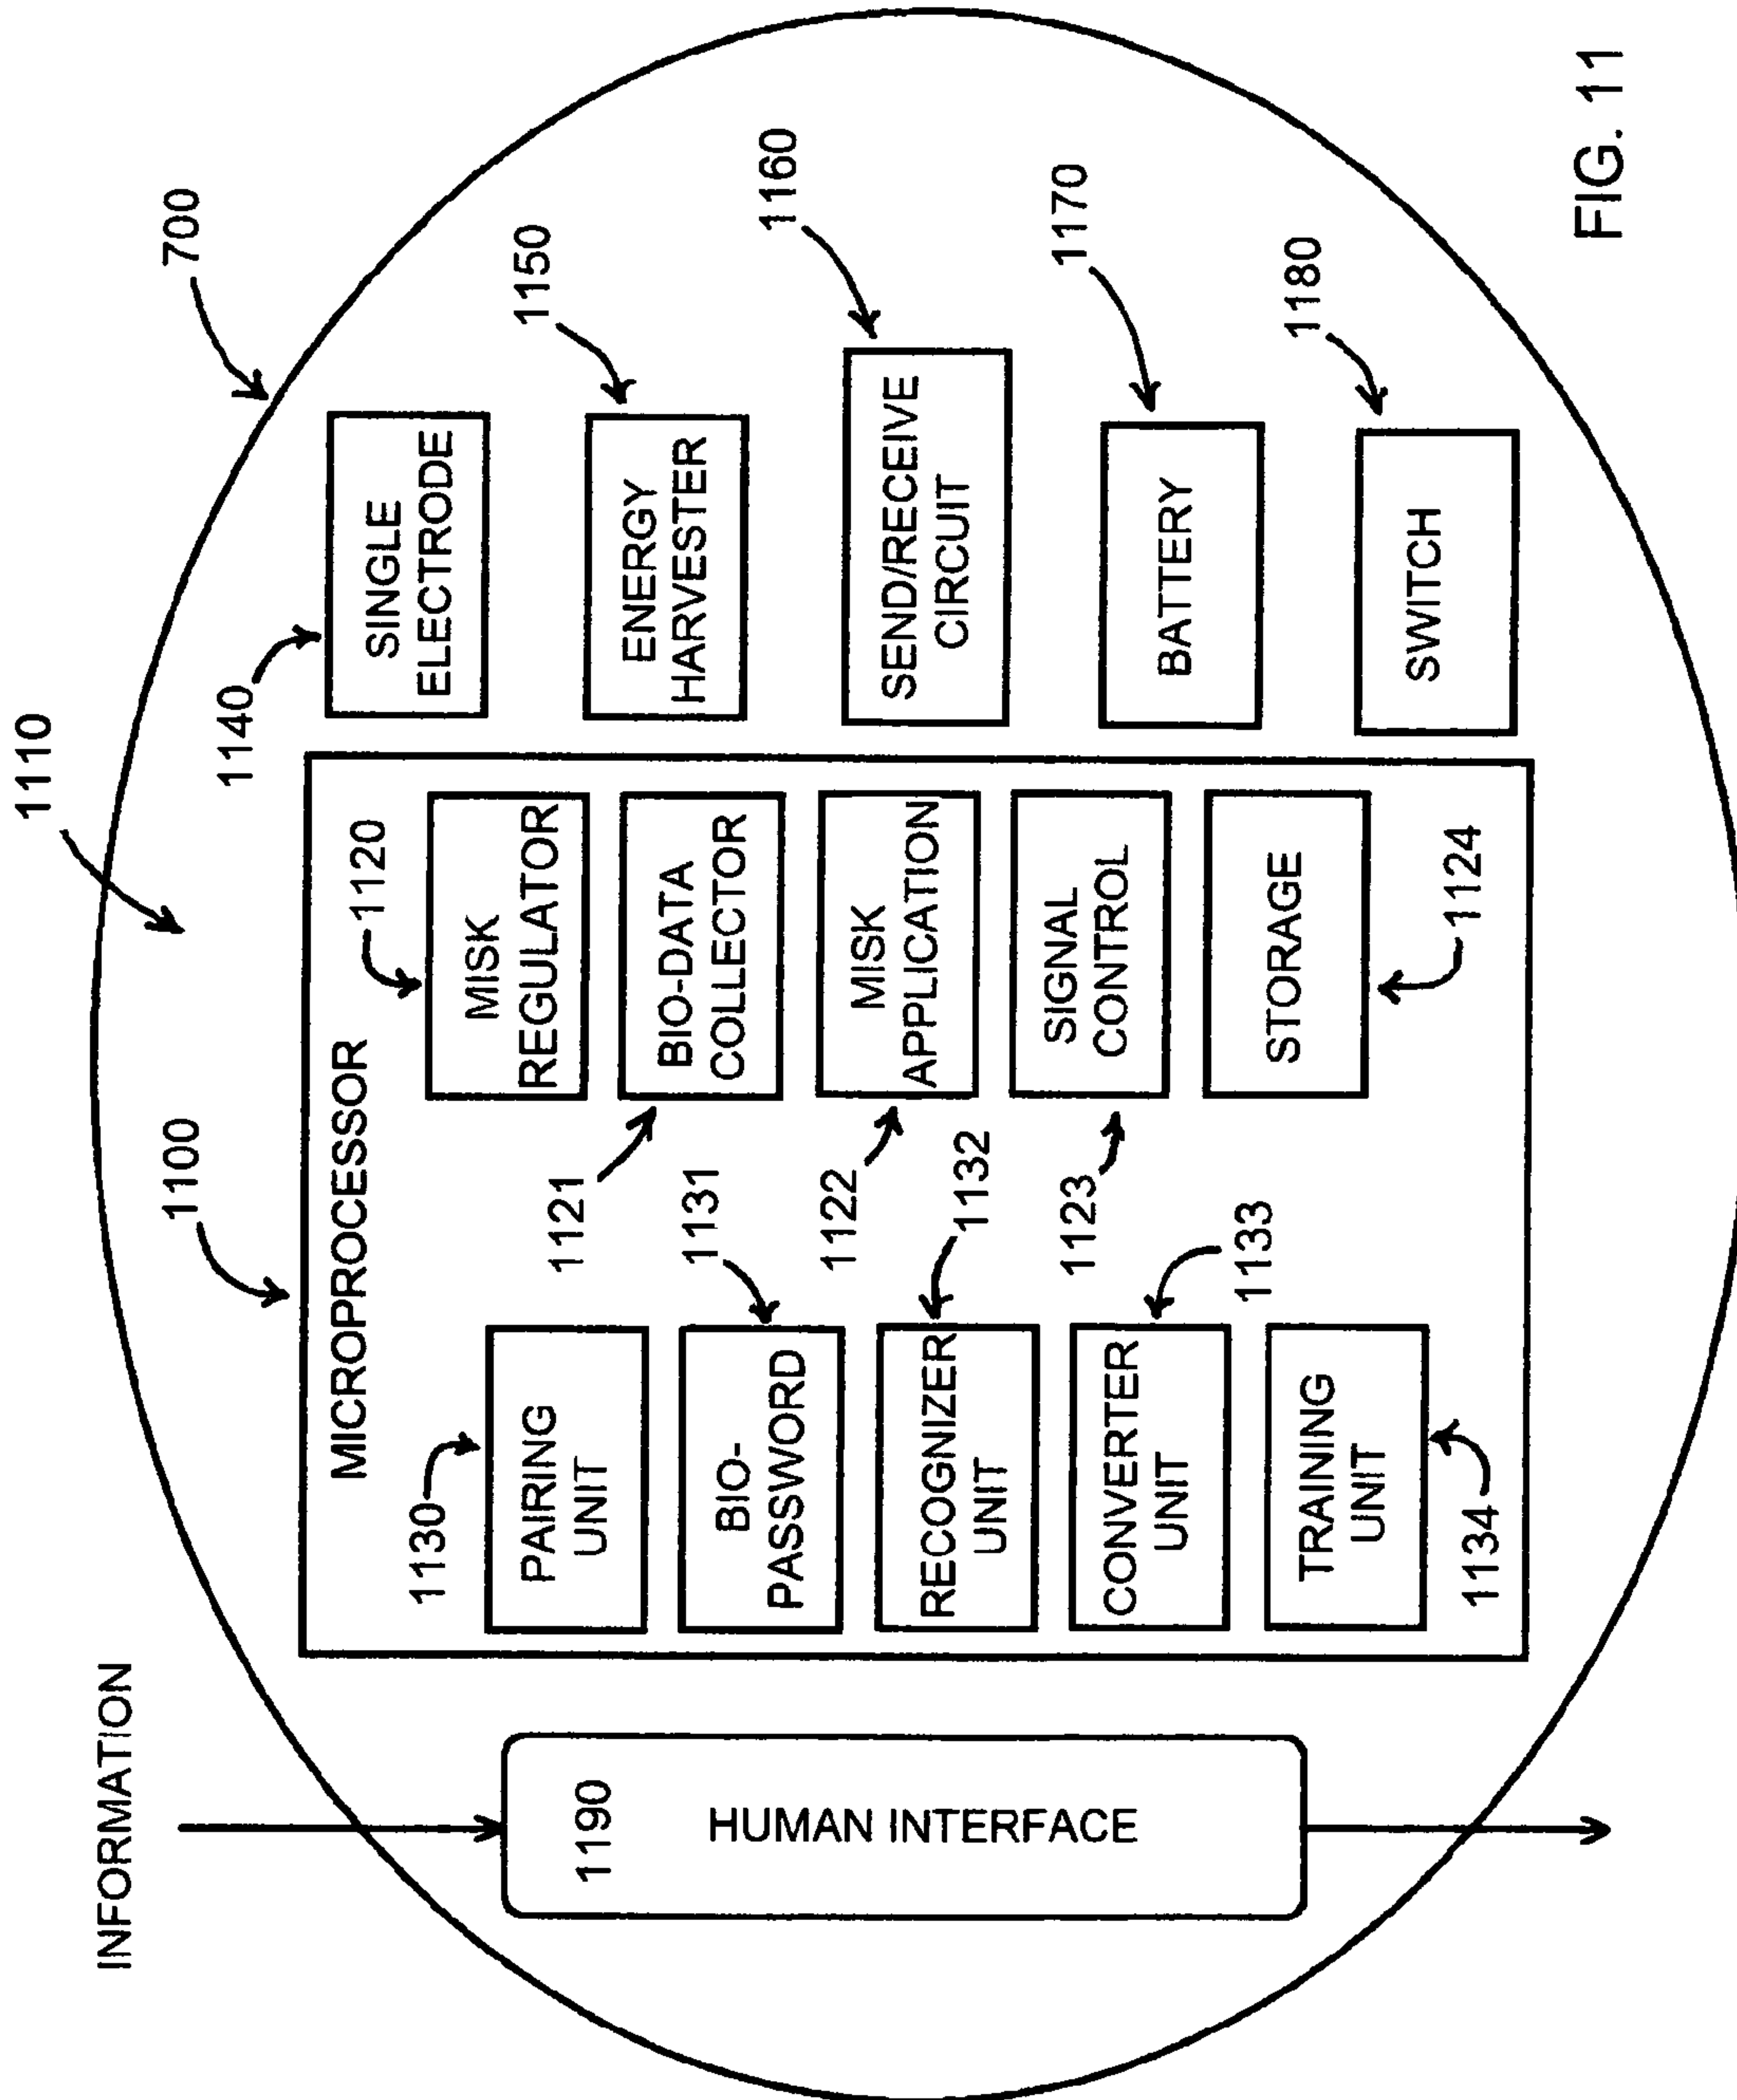 INFORMATION
1110
1100
700
1140
SINGLE
ELECTRODE
MICROPROCESSOR
1120
MISK
REGULATOR
1130
PAIRING
UNIT
1150
ENERGY
HARVESTER
1121
BIO-DATA
COLLECTOR
1131
BIO-
PASSWORD
1160
SEND/RECEIVE
CIRCUIT
1122
MISK
APPLICATION
1132
RECOGNIZER
UNIT
1190
HUMAN INTERFACE
1123
SIGNAL
CONTROL
1133
CONVERTER
UNIT
1170
BATTERY
STORAGE
1124
TRAINING
UNIT
1134
1180
SWITCH
FIG. 11